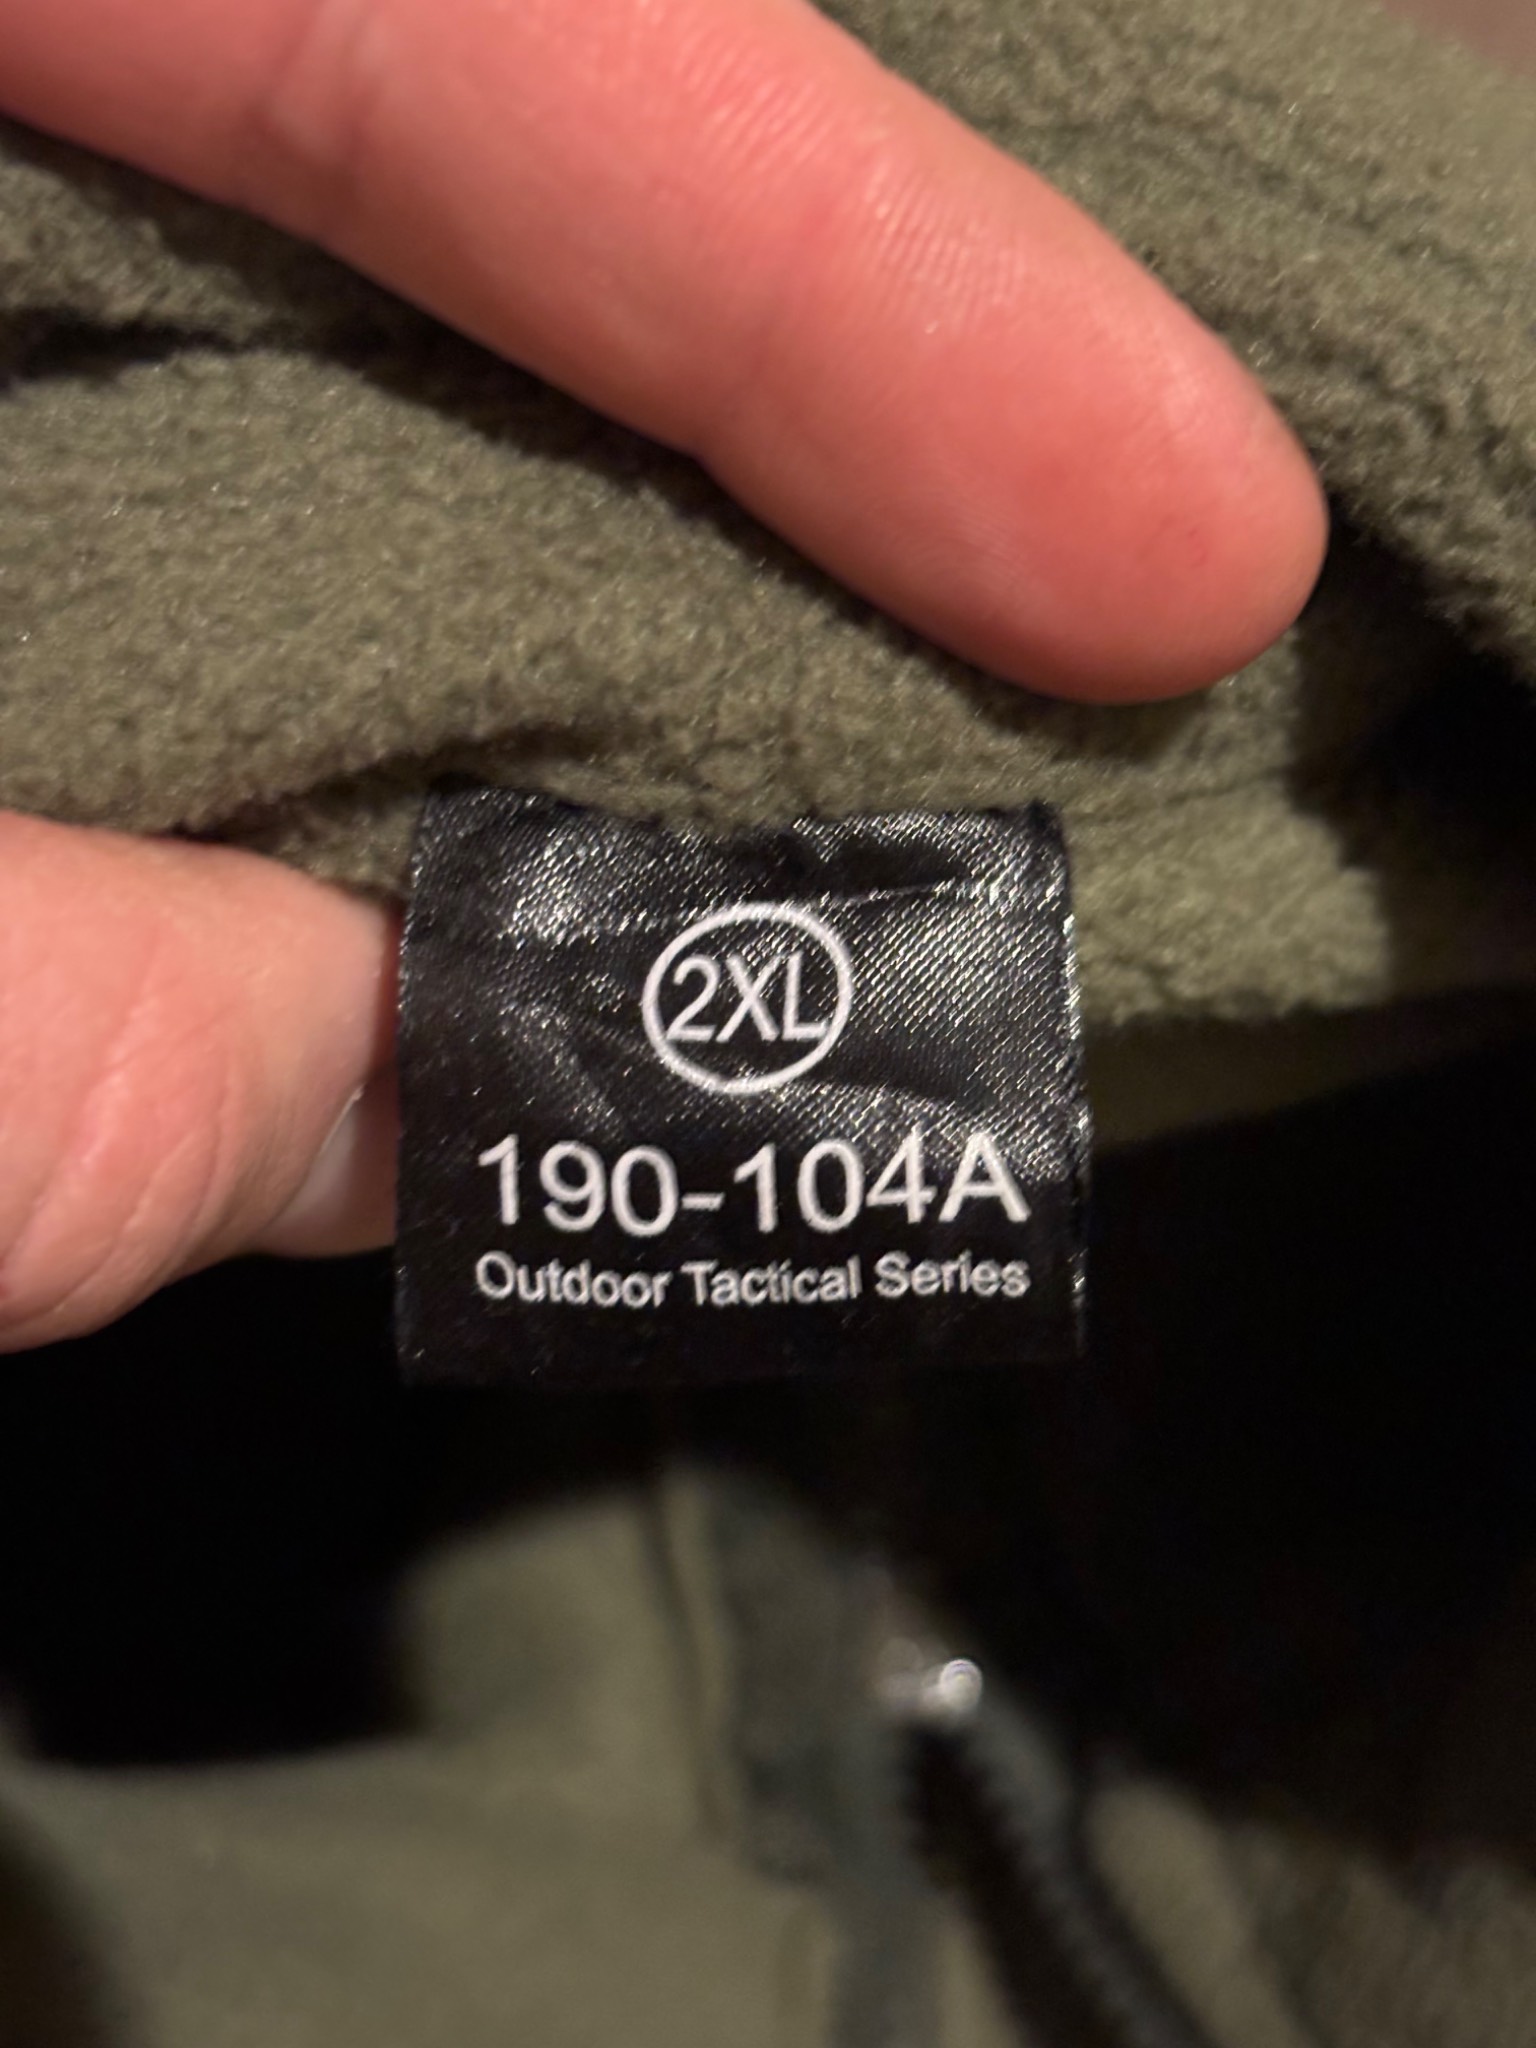 2XL
190-104A
Outdoor Tactical Series